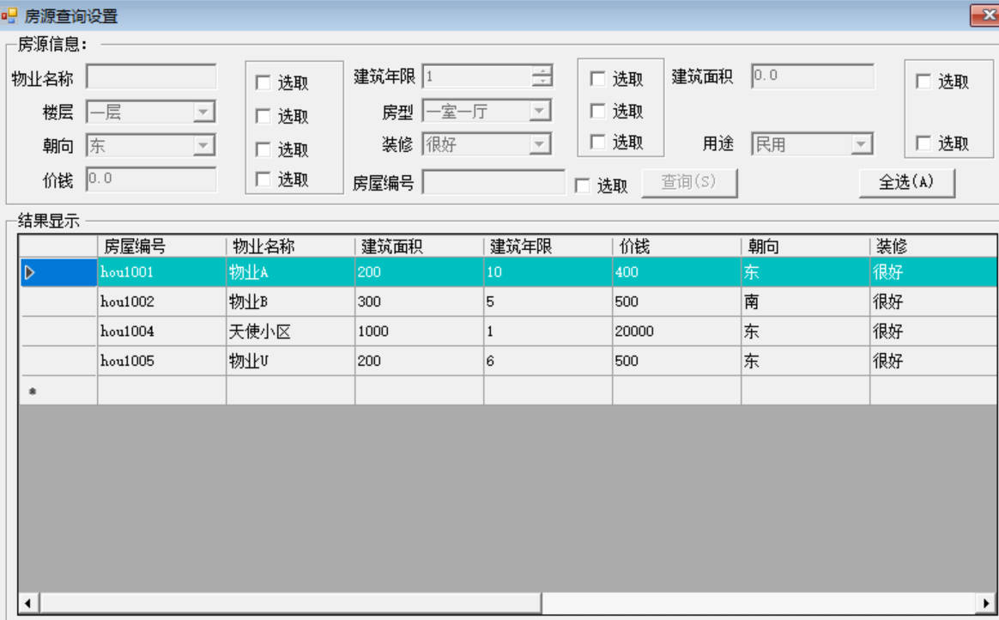 房源查询设置
房源信息:
物业名称 选取 建筑年限 1 选取 建筑面积 0.0 选取
楼层 一层 选取 房型 一室一厅 选取
朝向 东 选取 装修 很好 选取 用途 民用 选取
价钱 0.0 选取 房屋编号 选取 查询(S) 全选(A)
结果显示
房屋编号 物业名称 建筑面积 建筑年限 价钱 朝向 装修
hou1001 物业A 200 10 400 东 很好
hou1002 物业B 300 5 500 南 很好
hou1004 天使小区 1000 1 20000 东 很好
hou1005 物业U 200 6 500 东 很好